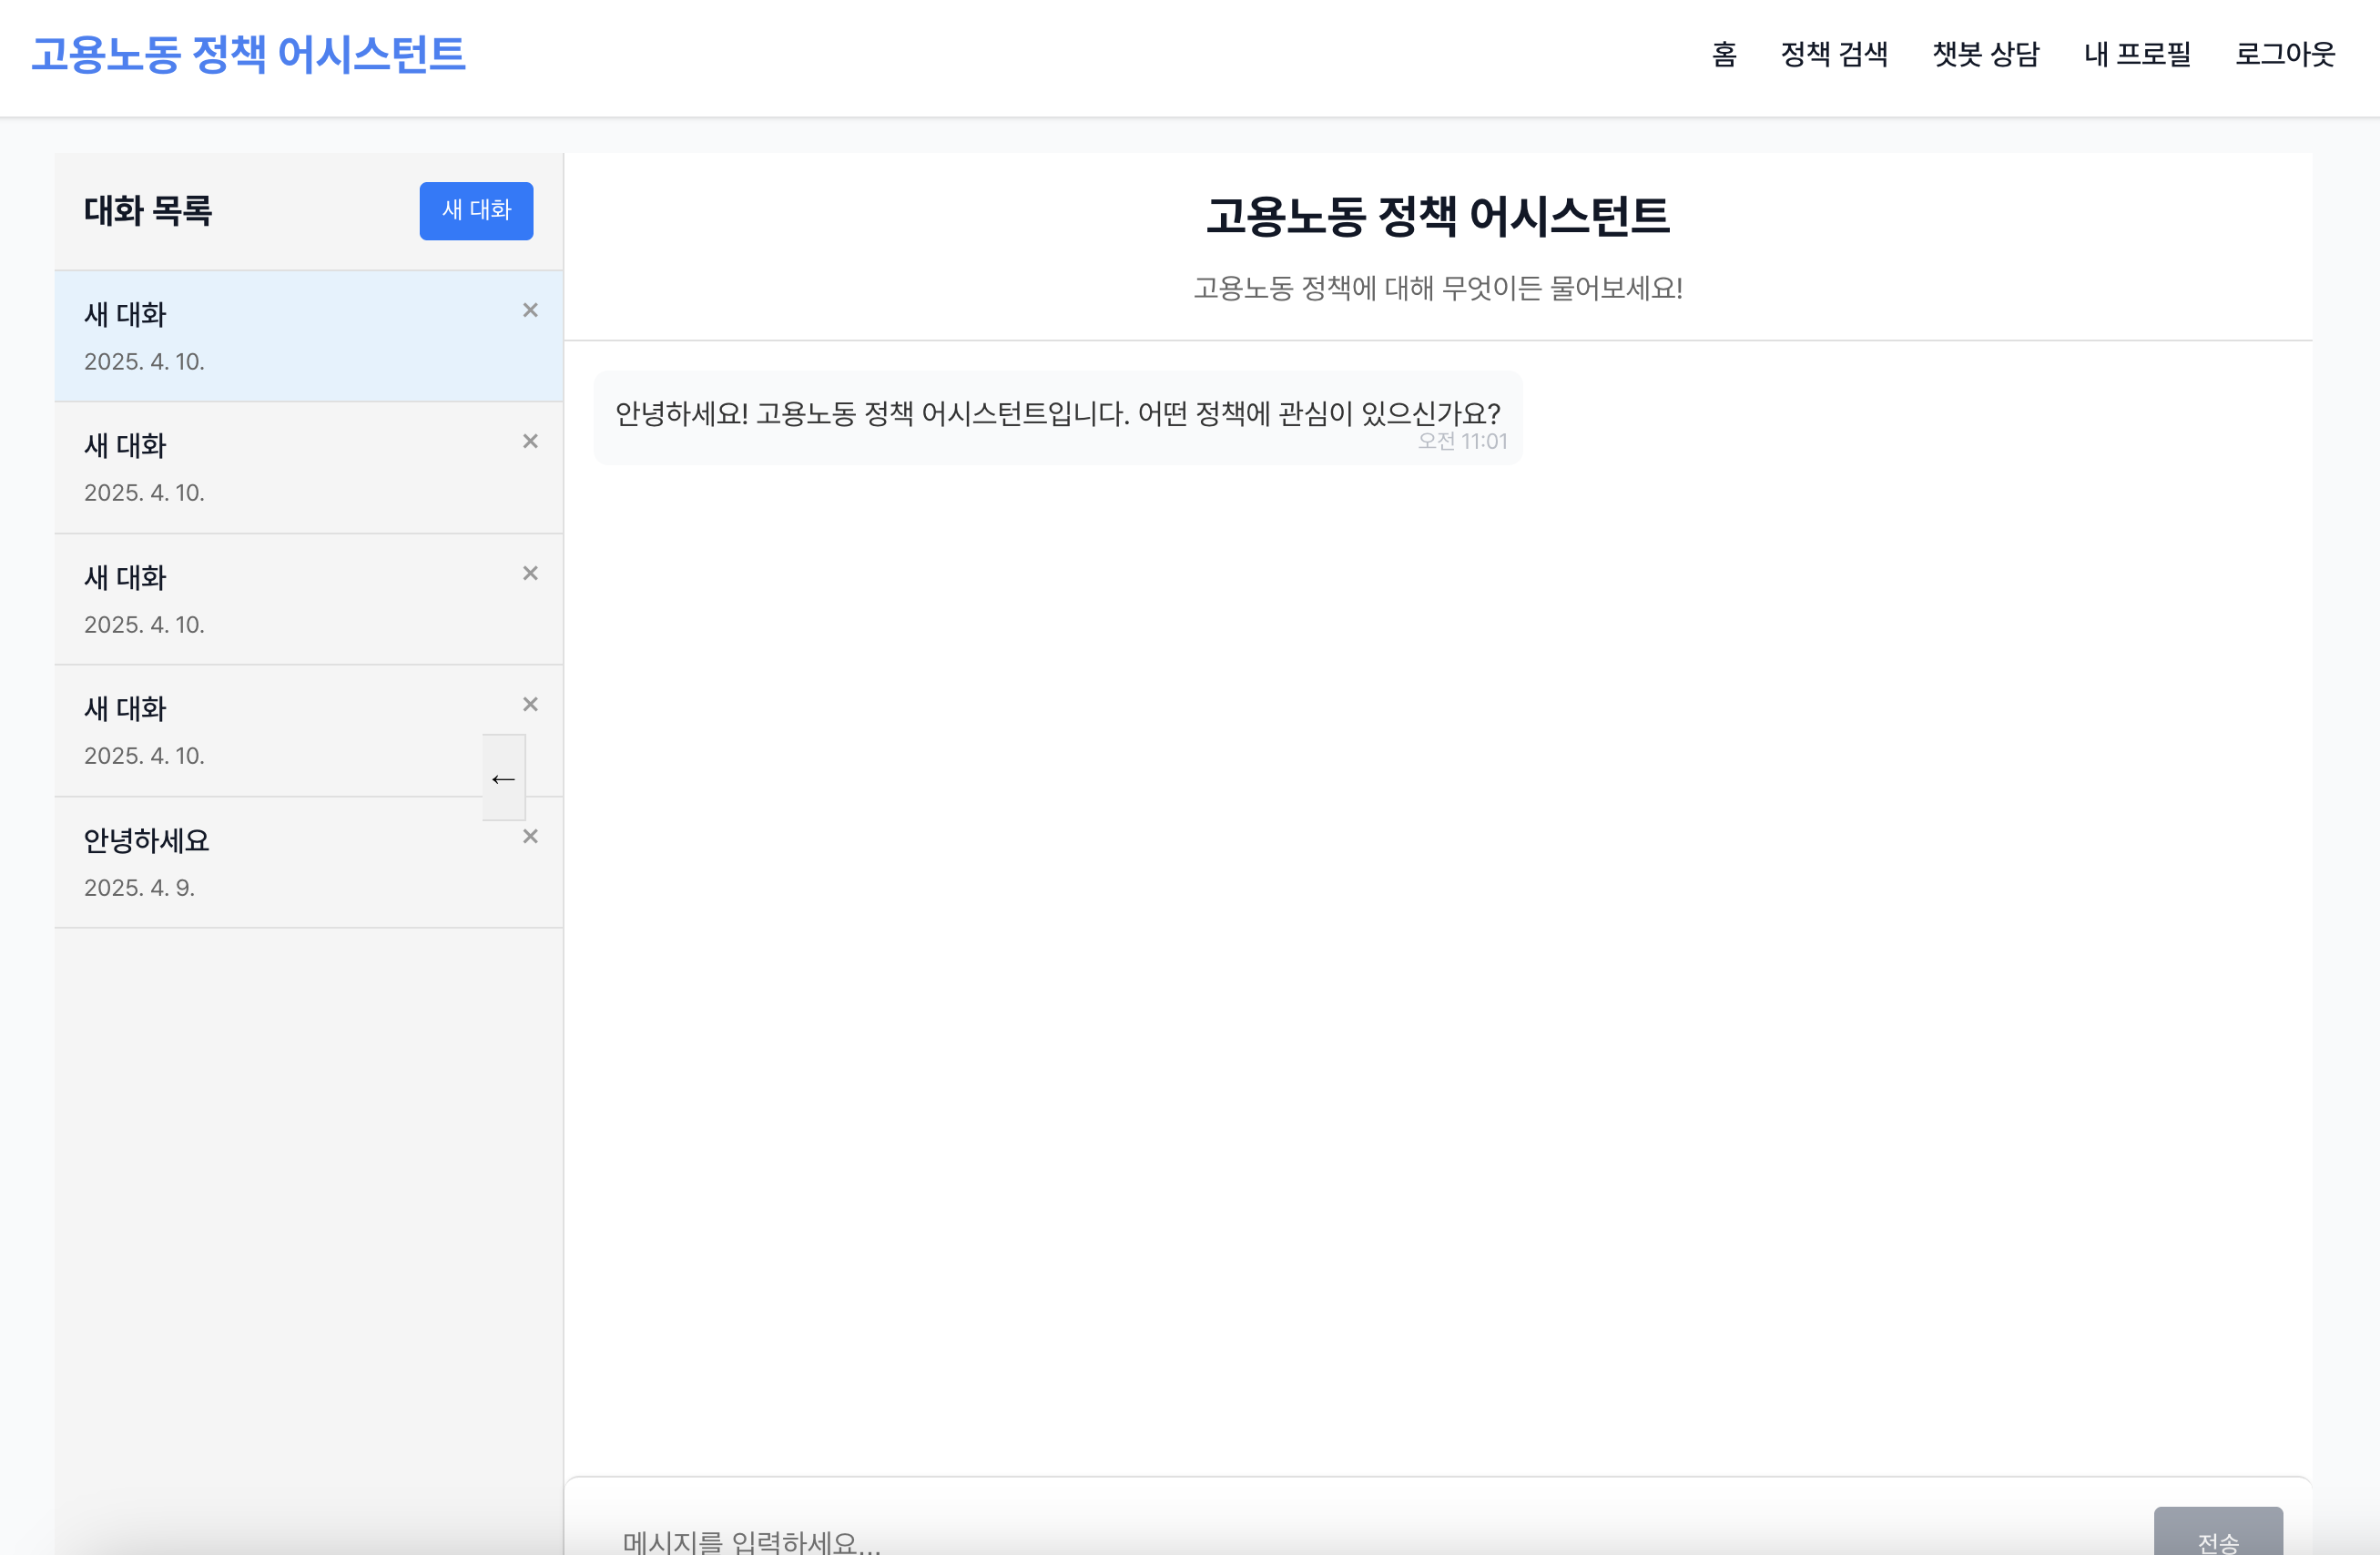 고용노동 정책 어시스턴트
홈 정책 검색 챗봇 상담 내 프로필 로그아웃
대화 목록
새 대화
새 대화
×
2025. 4. 10.
새 대화
×
2025. 4. 10.
새 대화
×
2025. 4. 10.
새 대화
×
2025. 4. 10.
←
안녕하세요
×
2025. 4. 9.
고용노동 정책 어시스턴트
고용노동 정책에 대해 무엇이든 물어보세요!
안녕하세요! 고용노동 정책 어시스턴트입니다. 어떤 정책에 관심이 있으신가요?
오전 11:01
메시지를 입력하세요...
전송